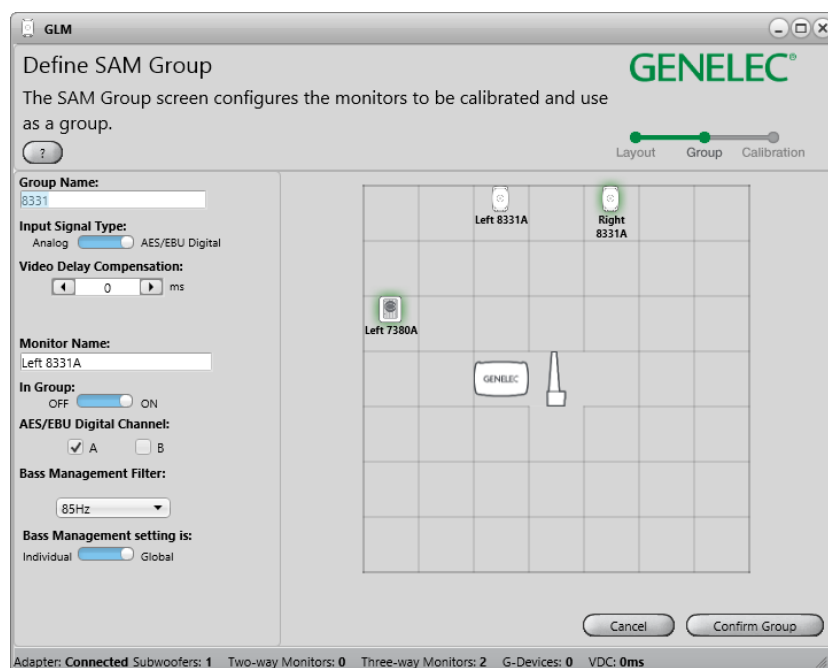 GLM
Define SAM Group
GENELEC®
The SAM Group screen configures the monitors to be calibrated and use
as a group.
?
Layout Group Calibration
Group Name:
8331
Input Signal Type:
Analog AES/EBU Digital
Video Delay Compensation:
0 ms
Monitor Name:
Left 8331A
In Group:
OFF ON
AES/EBU Digital Channel:
A B
Bass Management Filter:
85Hz
Bass Management setting is:
Individual Global
Left 8331A
Right
8331A
Left 7380A
GENELEC
Cancel Confirm Group
Adapter: Connected Subwoofers: 1 Two-way Monitors: 0 Three-way Monitors: 2 G-Devices: 0 VDC: 0ms